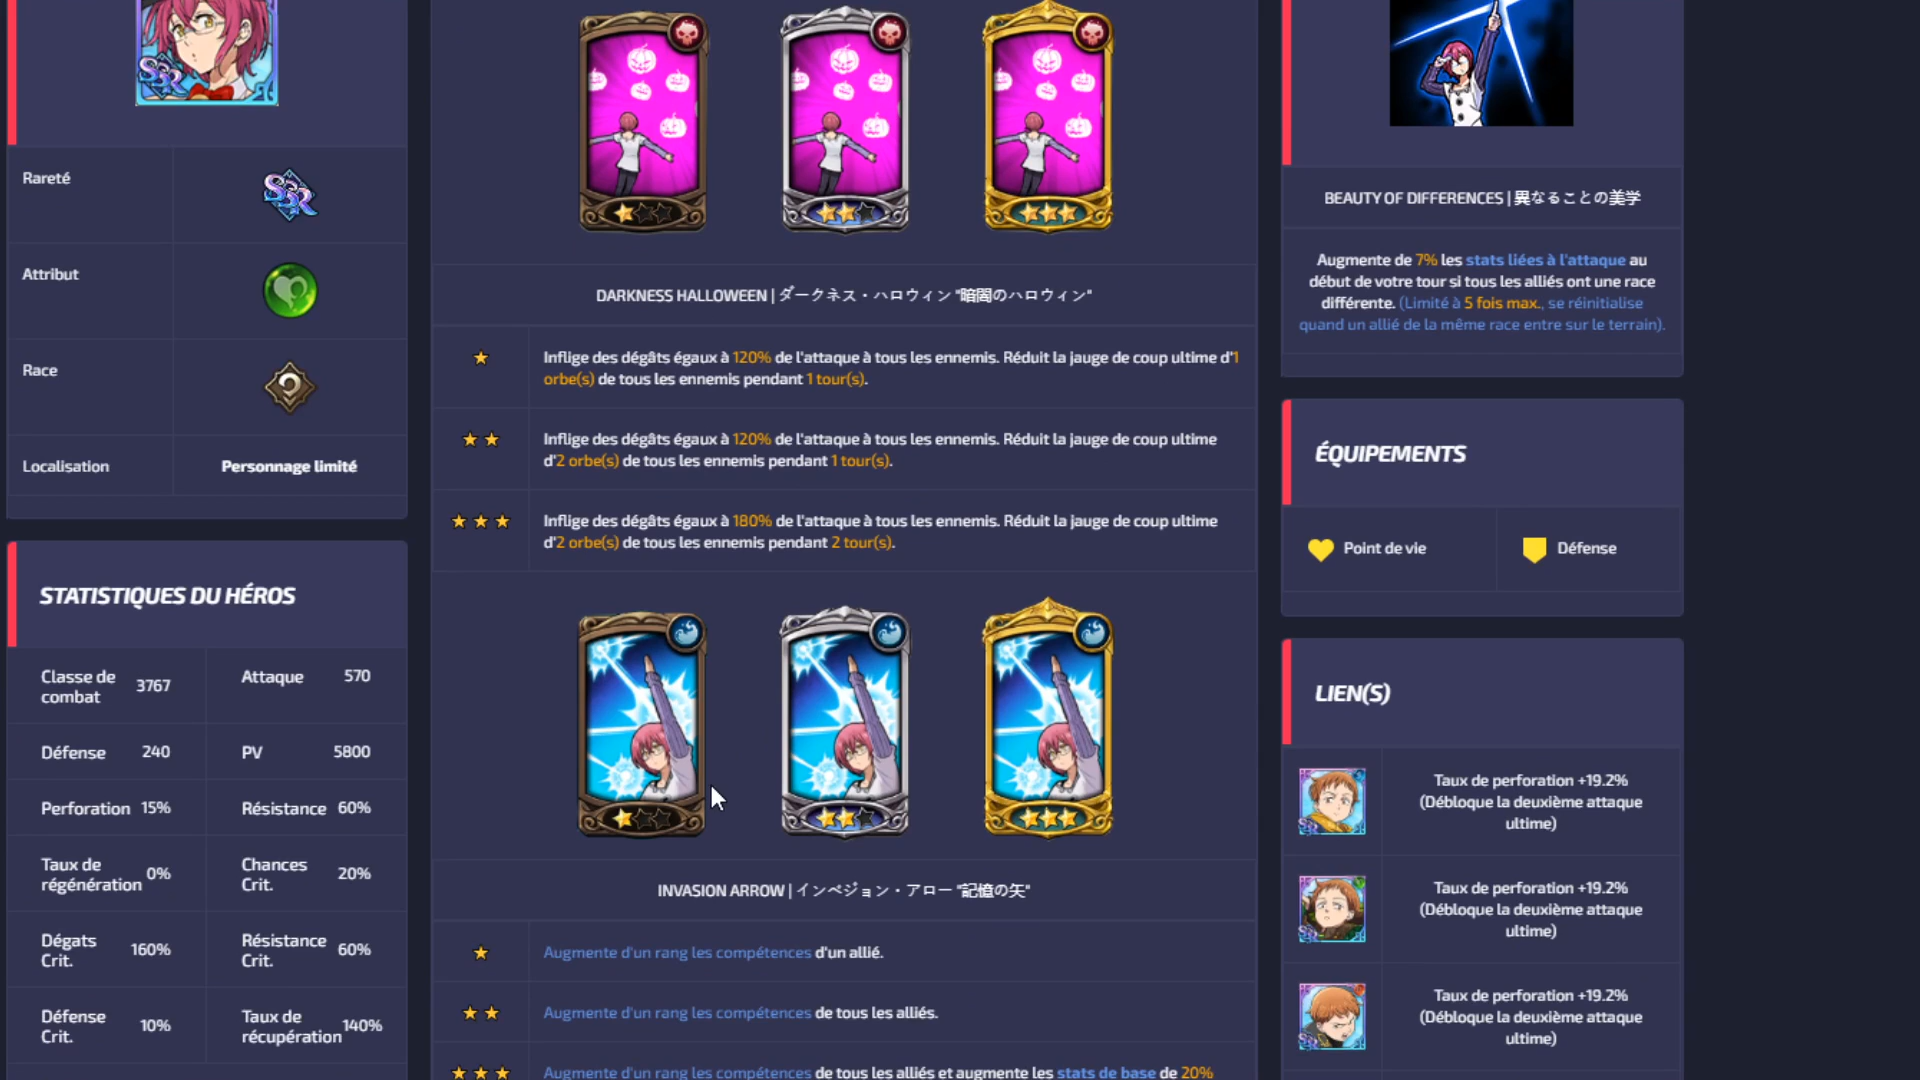 SSR
Rareté
SSR
Attribut
Race
Localisation
Personnage limité
STATISTIQUES DU HÉROS
Classe de combat 3767
Attaque 570
Défense 240
PV 5800
Perforation 15%
Résistance 60%
Taux de régénération 0%
Chances Crit. 20%
Dégats Crit. 160%
Résistance Crit. 60%
Défense Crit. 10%
Taux de récupération 140%
DARKNESS HALLOWEEN | ダークネス・ハロウィン "暗闇のハロウィン"
Inflige des dégâts égaux à 120% de l'attaque à tous les ennemis. Réduit la jauge de coup ultime d'1
orbe(s) de tous les ennemis pendant 1 tour(s).
Inflige des dégâts égaux à 120% de l'attaque à tous les ennemis. Réduit la jauge de coup ultime
d'2 orbe(s) de tous les ennemis pendant 1 tour(s).
Inflige des dégâts égaux à 180% de l'attaque à tous les ennemis. Réduit la jauge de coup ultime
d'2 orbe(s) de tous les ennemis pendant 2 tour(s).
INVASION ARROW | インベジョン・アロー "記憶の矢"
Augmente d'un rang les compétences d'un allié.
Augmente d'un rang les compétences de tous les alliés.
Augmente d'un rang les compétences de tous les alliés et augmente les stats de base de 20%
BEAUTY OF DIFFERENCES | 異なることの美学
Augmente de 7% les stats liées à l'attaque au
début de votre tour si tous les alliés ont une race
différente. (Limité à 5 fois max., se réinitialise
quand un allié de la même race entre sur le terrain).
ÉQUIPEMENTS
Point de vie
Défense
LIEN(S)
Taux de perforation +19.2%
(Débloque la deuxième attaque
ultime)
Taux de perforation +19.2%
(Débloque la deuxième attaque
ultime)
Taux de perforation +19.2%
(Débloque la deuxième attaque
ultime)